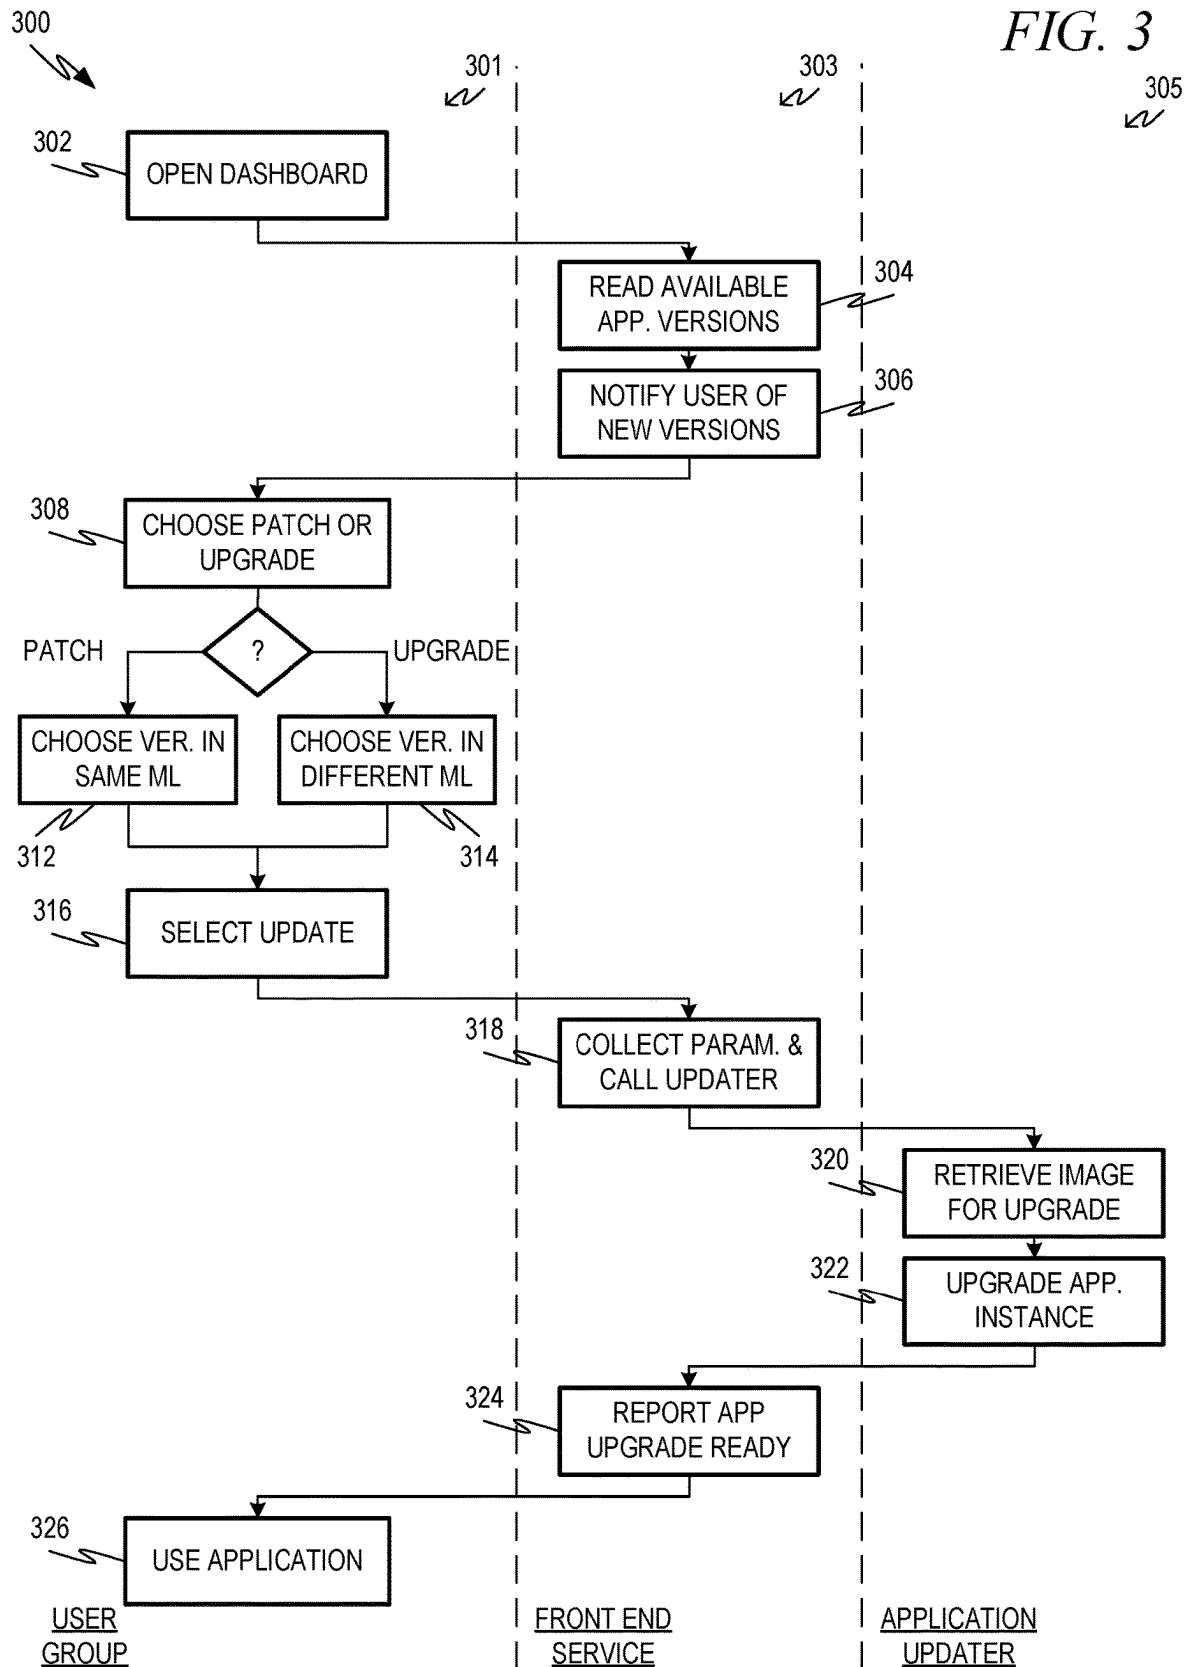 300
FIG. 3
301
303
305
302
OPEN DASHBOARD
READ AVAILABLE
APP. VERSIONS
304
NOTIFY USER OF
NEW VERSIONS
306
308
CHOOSE PATCH OR
UPGRADE
PATCH
?
UPGRADE
CHOOSE VER. IN
SAME ML
CHOOSE VER. IN
DIFFERENT ML
312
314
316
SELECT UPDATE
318
COLLECT PARAM. &
CALL UPDATER
320
RETRIEVE IMAGE
FOR UPGRADE
322
UPGRADE APP.
INSTANCE
324
REPORT APP
UPGRADE READY
326
USE APPLICATION
USER
GROUP
FRONT END
SERVICE
APPLICATION
UPDATER